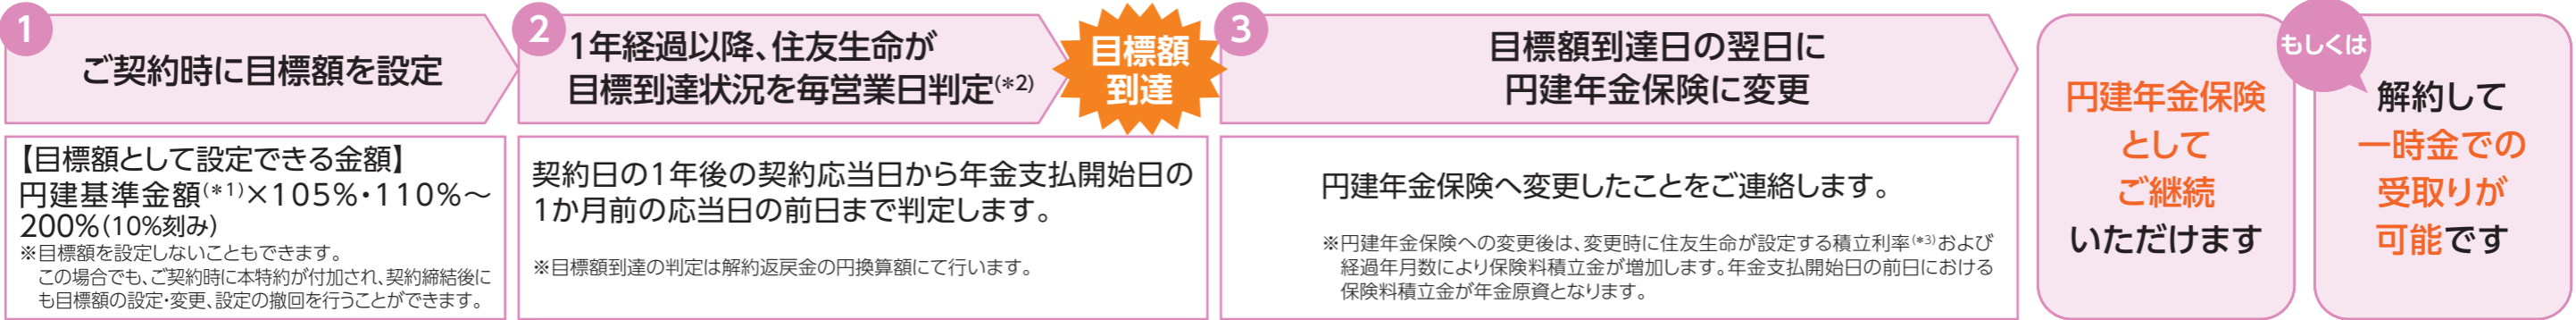 1
ご契約時に目標額を設定
【目標額として設定できる金額】
円建基準金額(*1)×105%・110%～
200%(10%刻み)
※目標額を設定しないこともできます。
この場合でも、ご契約時に本特約が付加され、契約締結後に
も目標額の設定・変更、設定の撤回を行うことができます。
2
1年経過以降、住友生命が
目標到達状況を毎営業日判定(*2)
契約日の1年後の契約応当日から年金支払開始日の
1か月前の応当日の前日まで判定します。
※目標額到達の判定は解約返戻金の円換算額にて行います。
目標額
到達
3
目標額到達日の翌日に
円建年金保険に変更
円建年金保険へ変更したことをご連絡します。
※円建年金保険への変更後は、変更時に住友生命が設定する積立利率(*3)および
経過年月数により保険料積立金が増加します。年金支払開始日の前日における
保険料積立金が年金原資となります。
円建年金保険
として
ご継続
いただけます
もしくは
解約して
一時金での
受取りが
可能です